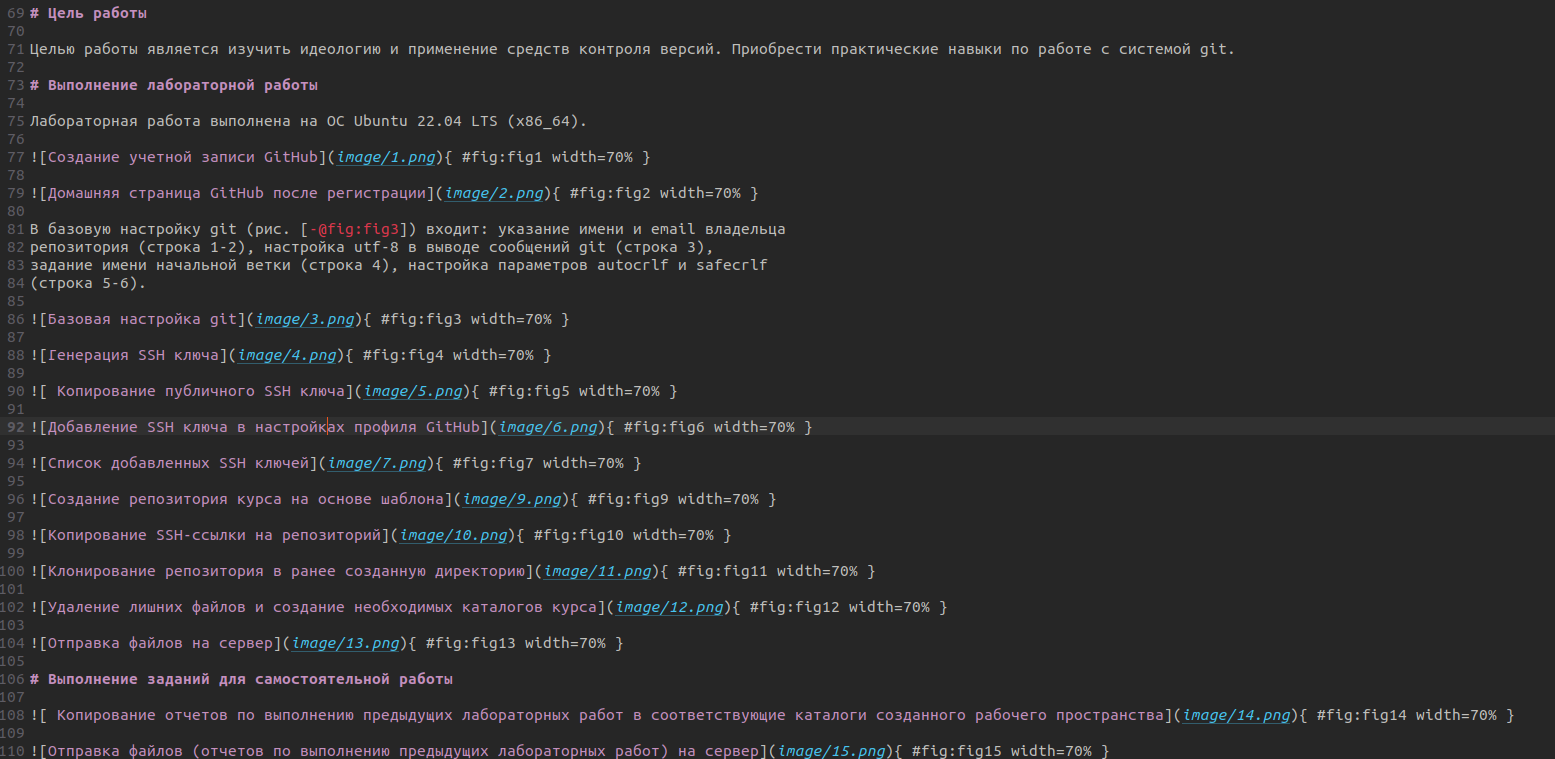 69 # Цель работы
70
71 Целью работы является изучить идеологию и применение средств контроля версий. Приобрести практические навыки по работе с системой git.
72
73 # Выполнение лабораторной работы
74
75 Лабораторная работа выполнена на ОС Ubuntu 22.04 LTS (x86_64).
76
77 ![Создание учетной записи GitHub](image/1.png){ #fig:fig1 width=70% }
78
79 ![Домашняя страница GitHub после регистрации](image/2.png){ #fig:fig2 width=70% }
80
81 В базовую настройку git (рис. [-@fig:fig3]) входит: указание имени и email владельца
82 репозитория (строка 1-2), настройка utf-8 в выводе сообщений git (строка 3),
83 задание имени начальной ветки (строка 4), настройка параметров autocrlf и safecrlf
84 (строка 5-6).
85
86 ![Базовая настройка git](image/3.png){ #fig:fig3 width=70% }
87
88 ![Генерация SSH ключа](image/4.png){ #fig:fig4 width=70% }
89
90 ![ Копирование публичного SSH ключа](image/5.png){ #fig:fig5 width=70% }
91
92 ![Добавление SSH ключа в настройках профиля GitHub](image/6.png){ #fig:fig6 width=70% }
93
94 ![Список добавленных SSH ключей](image/7.png){ #fig:fig7 width=70% }
95
96 ![Создание репозитория курса на основе шаблона](image/9.png){ #fig:fig9 width=70% }
97
98 ![Копирование SSH-ссылки на репозиторий](image/10.png){ #fig:fig10 width=70% }
99
100 ![Клонирование репозитория в ранее созданную директорию](image/11.png){ #fig:fig11 width=70% }
101
102 ![Удаление лишних файлов и создание необходимых каталогов курса](image/12.png){ #fig:fig12 width=70% }
103
104 ![Отправка файлов на сервер](image/13.png){ #fig:fig13 width=70% }
105
106 # Выполнение заданий для самостоятельной работы
107
108 ![ Копирование отчетов по выполнению предыдущих лабораторных работ в соответствующие каталоги созданного рабочего пространства](image/14.png){ #fig:fig14 width=70% }
109
110 ![Отправка файлов (отчетов по выполнению предыдущих лабораторных работ) на сервер](image/15.png){ #fig:fig15 width=70% }